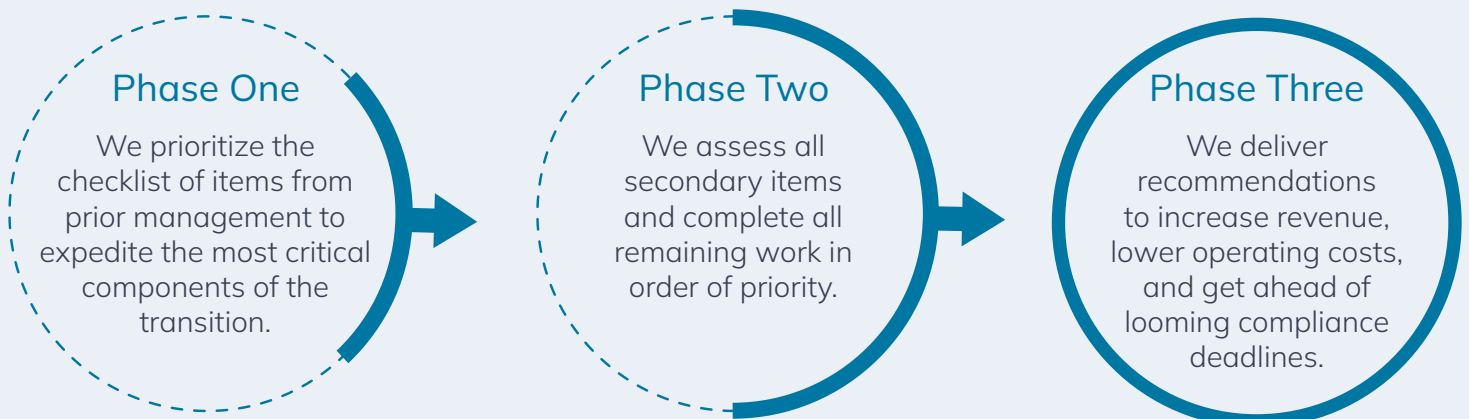 Phase One
We prioritize the
checklist of items from
prior management to
expedite the most critical
components of the
transition.
Phase Two
We assess all
secondary items
and complete all
remaining work in
order of priority.
Phase Three
We deliver
recommendations
to increase revenue,
lower operating costs,
and get ahead of
looming compliance
deadlines.